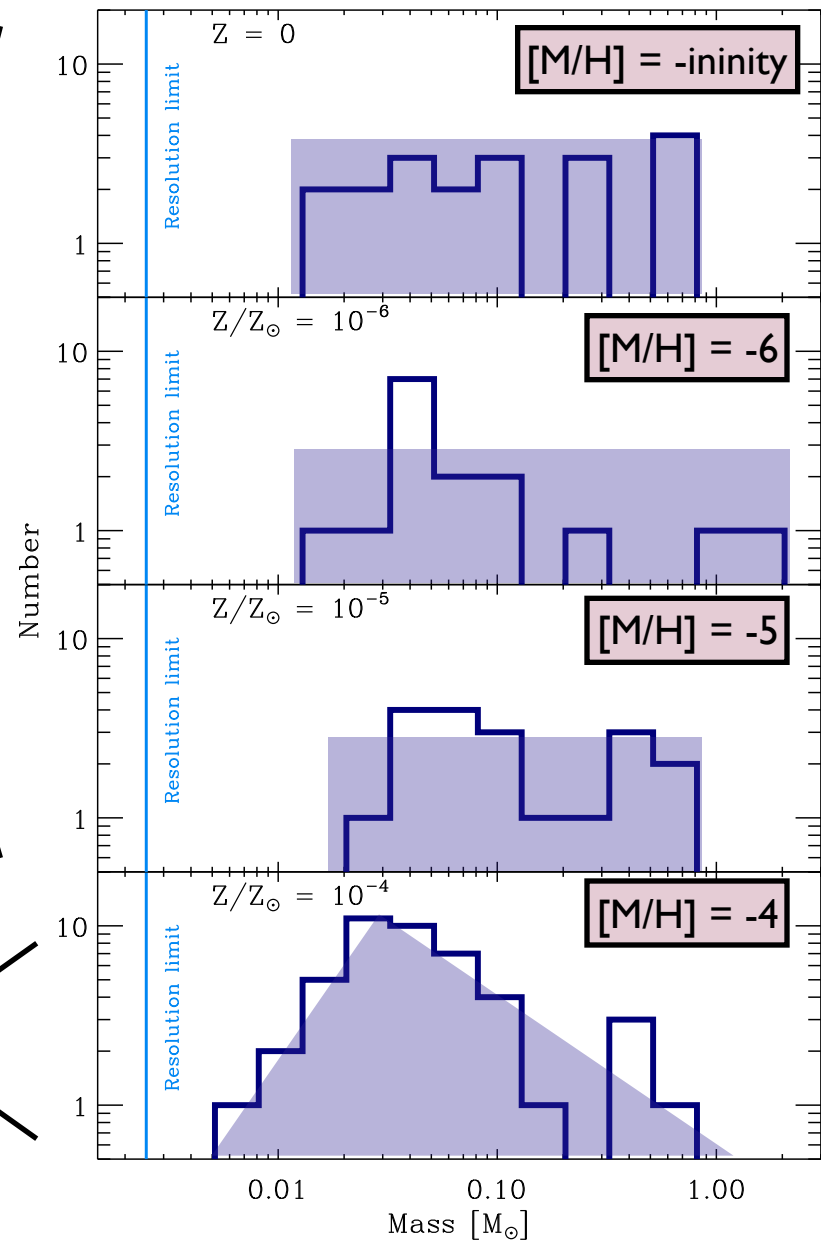 Z = 0
[M/H] = -ininity
10
1
Resolution limit
Z/Z☉ = 10⁻⁶
[M/H] = -6
10
1
Resolution limit
Z/Z☉ = 10⁻⁵
[M/H] = -5
10
1
Resolution limit
Z/Z☉ = 10⁻⁴
[M/H] = -4
10
1
Resolution limit
Number
0.01 0.10 1.00
Mass [M☉]